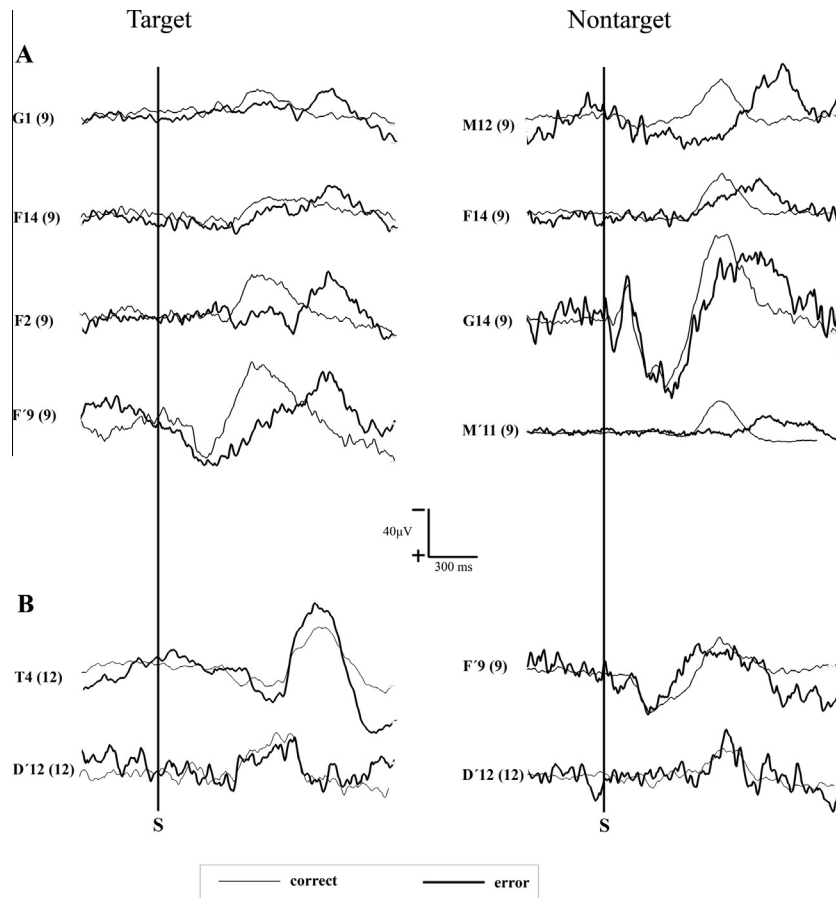 Target
Nontarget
A
G1 (9)
F14 (9)
F2 (9)
F´9 (9)
M12 (9)
F14 (9)
G14 (9)
M´11 (9)
−
40µV
+
300 ms
B
T4 (12)
D´12 (12)
S
F´9 (9)
D´12 (12)
S
correct
error